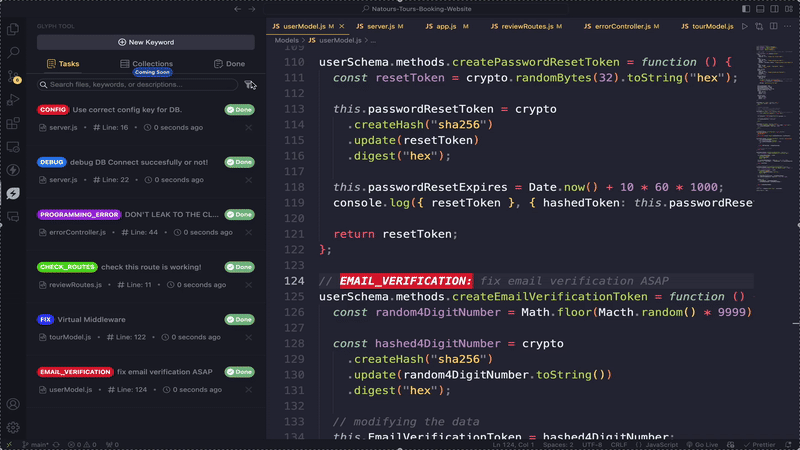 Natours-Tours-Booking-Website
GLYPH TOOL
New Keyword
Tasks
Collections
Done
Coming Soon
Search files, keywords, or descriptions...
CONFIG Use correct config key for DB. Done
server.js • # Line: 16 • 0 seconds ago
DEBUG debug DB Connect succesfully or not! Done
server.js • # Line: 22 • 0 seconds ago
PROGRAMMING_ERROR DON'T LEAK TO THE CL... Done
errorController.js • # Line: 44 • 0 seconds ago
CHECK_ROUTES check this route is working! Done
reviewRoutes.js • # Line: 11 • 0 seconds ago
FIX Virtual Middleware Done
tourModel.js • # Line: 122 • 0 seconds ago
EMAIL_VERIFICATION fix email verification ASAP Done
userModel.js • # Line: 124 • 0 seconds ago
userModel.js M server.js M app.js M reviewRoutes.js M errorController.js M tourModel.js M
Models > userModel.js > ...
109
110 userSchema.methods.createPasswordResetToken = function () {
111 const resetToken = crypto.randomBytes(32).toString("hex");
112
113 this.passwordResetToken = crypto
114 .createHash("sha256")
115 .update(resetToken)
116 .digest("hex");
117
118 this.passwordResetExpires = Date.now() + 10 * 60 * 1000;
119 console.log({ resetToken }, { hashedToken: this.passwordRese
120
121 return resetToken;
122 };
123
124 // EMAIL_VERIFICATION: fix email verification ASAP
125 userSchema.methods.createEmailVerificationToken = function ()
126 const random4DigitNumber = Math.floor(Macth.random() * 9999)
127
128 const hashed4DigitNumber = crypto
129 .createHash("sha256")
130 .update(random4DigitNumber.toString())
131 .digest("hex");
132
133 // modifying the data
134 this.EmailVerificationToken = hashed4DigitNumber;
main* 0 0 0 Ln 124, Col 1 Spaces: 2 UTF-8 CRLF {} JavaScript Go Live Prettier